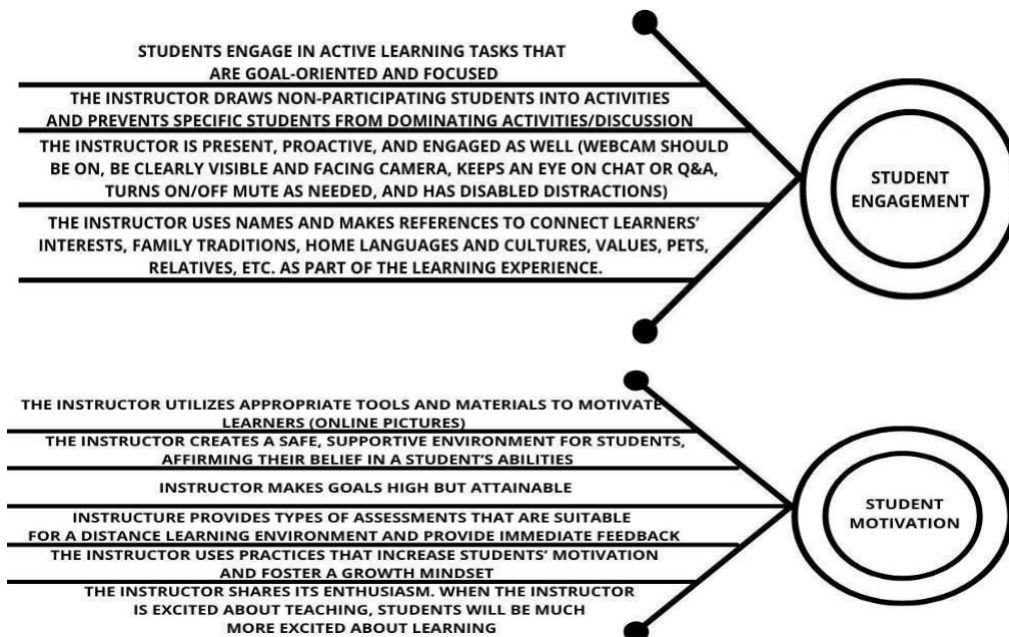 STUDENTS ENGAGE IN ACTIVE LEARNING TASKS THAT
ARE GOAL-ORIENTED AND FOCUSED
THE INSTRUCTOR DRAWS NON-PARTICIPATING STUDENTS INTO ACTIVITIES
AND PREVENTS SPECIFIC STUDENTS FROM DOMINATING ACTIVITIES/DISCUSSION
THE INSTRUCTOR IS PRESENT, PROACTIVE, AND ENGAGED AS WELL (WEBCAM SHOULD
BE ON, BE CLEARLY VISIBLE AND FACING CAMERA, KEEPS AN EYE ON CHAT OR Q&A,
TURNS ON/OFF MUTE AS NEEDED, AND HAS DISABLED DISTRACTIONS)
THE INSTRUCTOR USES NAMES AND MAKES REFERENCES TO CONNECT LEARNERS’
INTERESTS, FAMILY TRADITIONS, HOME LANGUAGES AND CULTURES, VALUES, PETS,
RELATIVES, ETC. AS PART OF THE LEARNING EXPERIENCE.
STUDENT
ENGAGEMENT
THE INSTRUCTOR UTILIZES APPROPRIATE TOOLS AND MATERIALS TO MOTIVATE
LEARNERS (ONLINE PICTURES)
THE INSTRUCTOR CREATES A SAFE, SUPPORTIVE ENVIRONMENT FOR STUDENTS,
AFFIRMING THEIR BELIEF IN A STUDENT’S ABILITIES
INSTRUCTOR MAKES GOALS HIGH BUT ATTAINABLE
INSTRUCTURE PROVIDES TYPES OF ASSESSMENTS THAT ARE SUITABLE
FOR A DISTANCE LEARNING ENVIRONMENT AND PROVIDE IMMEDIATE FEEDBACK
THE INSTRUCTOR USES PRACTICES THAT INCREASE STUDENTS’ MOTIVATION
AND FOSTER A GROWTH MINDSET
THE INSTRUCTOR SHARES ITS ENTHUSIASM. WHEN THE INSTRUCTOR
IS EXCITED ABOUT TEACHING, STUDENTS WILL BE MUCH
MORE EXCITED ABOUT LEARNING
STUDENT
MOTIVATION